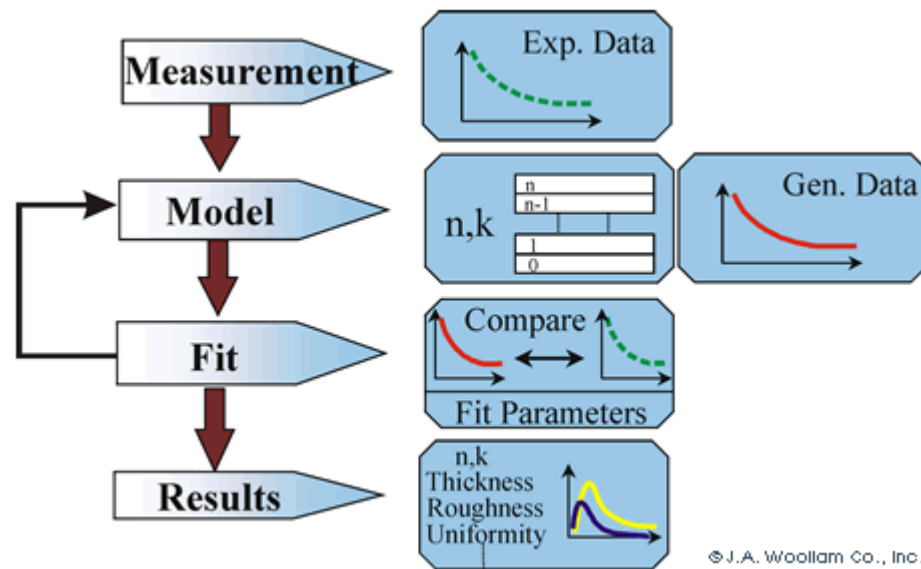 Measurement
Exp. Data
Model
n,k
n
n-1
1
0
Gen. Data
Fit
Compare
Fit Parameters
Results
n,k
Thickness
Roughness
Uniformity
©J.A. Woollam Co., Inc